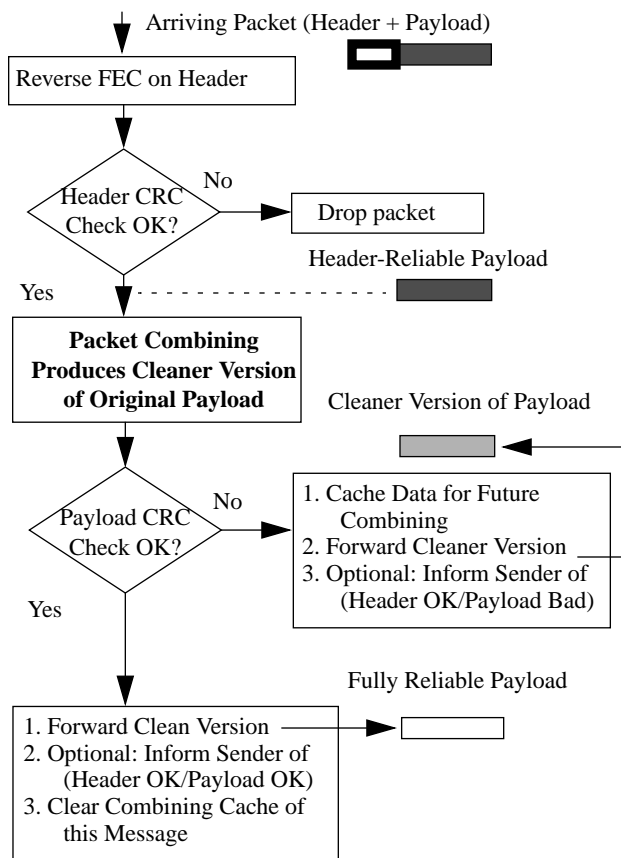 Arriving Packet (Header + Payload)
Reverse FEC on Header
Header CRC
Check OK?
No
Drop packet
Header-Reliable Payload
Yes
Packet Combining
Produces Cleaner Version
of Original Payload
Cleaner Version of Payload
Payload CRC
Check OK?
No
1. Cache Data for Future
Combining
2. Forward Cleaner Version
3. Optional: Inform Sender of
(Header OK/Payload Bad)
Yes
Fully Reliable Payload
1. Forward Clean Version
2. Optional: Inform Sender of
(Header OK/Payload OK)
3. Clear Combining Cache of
this Message